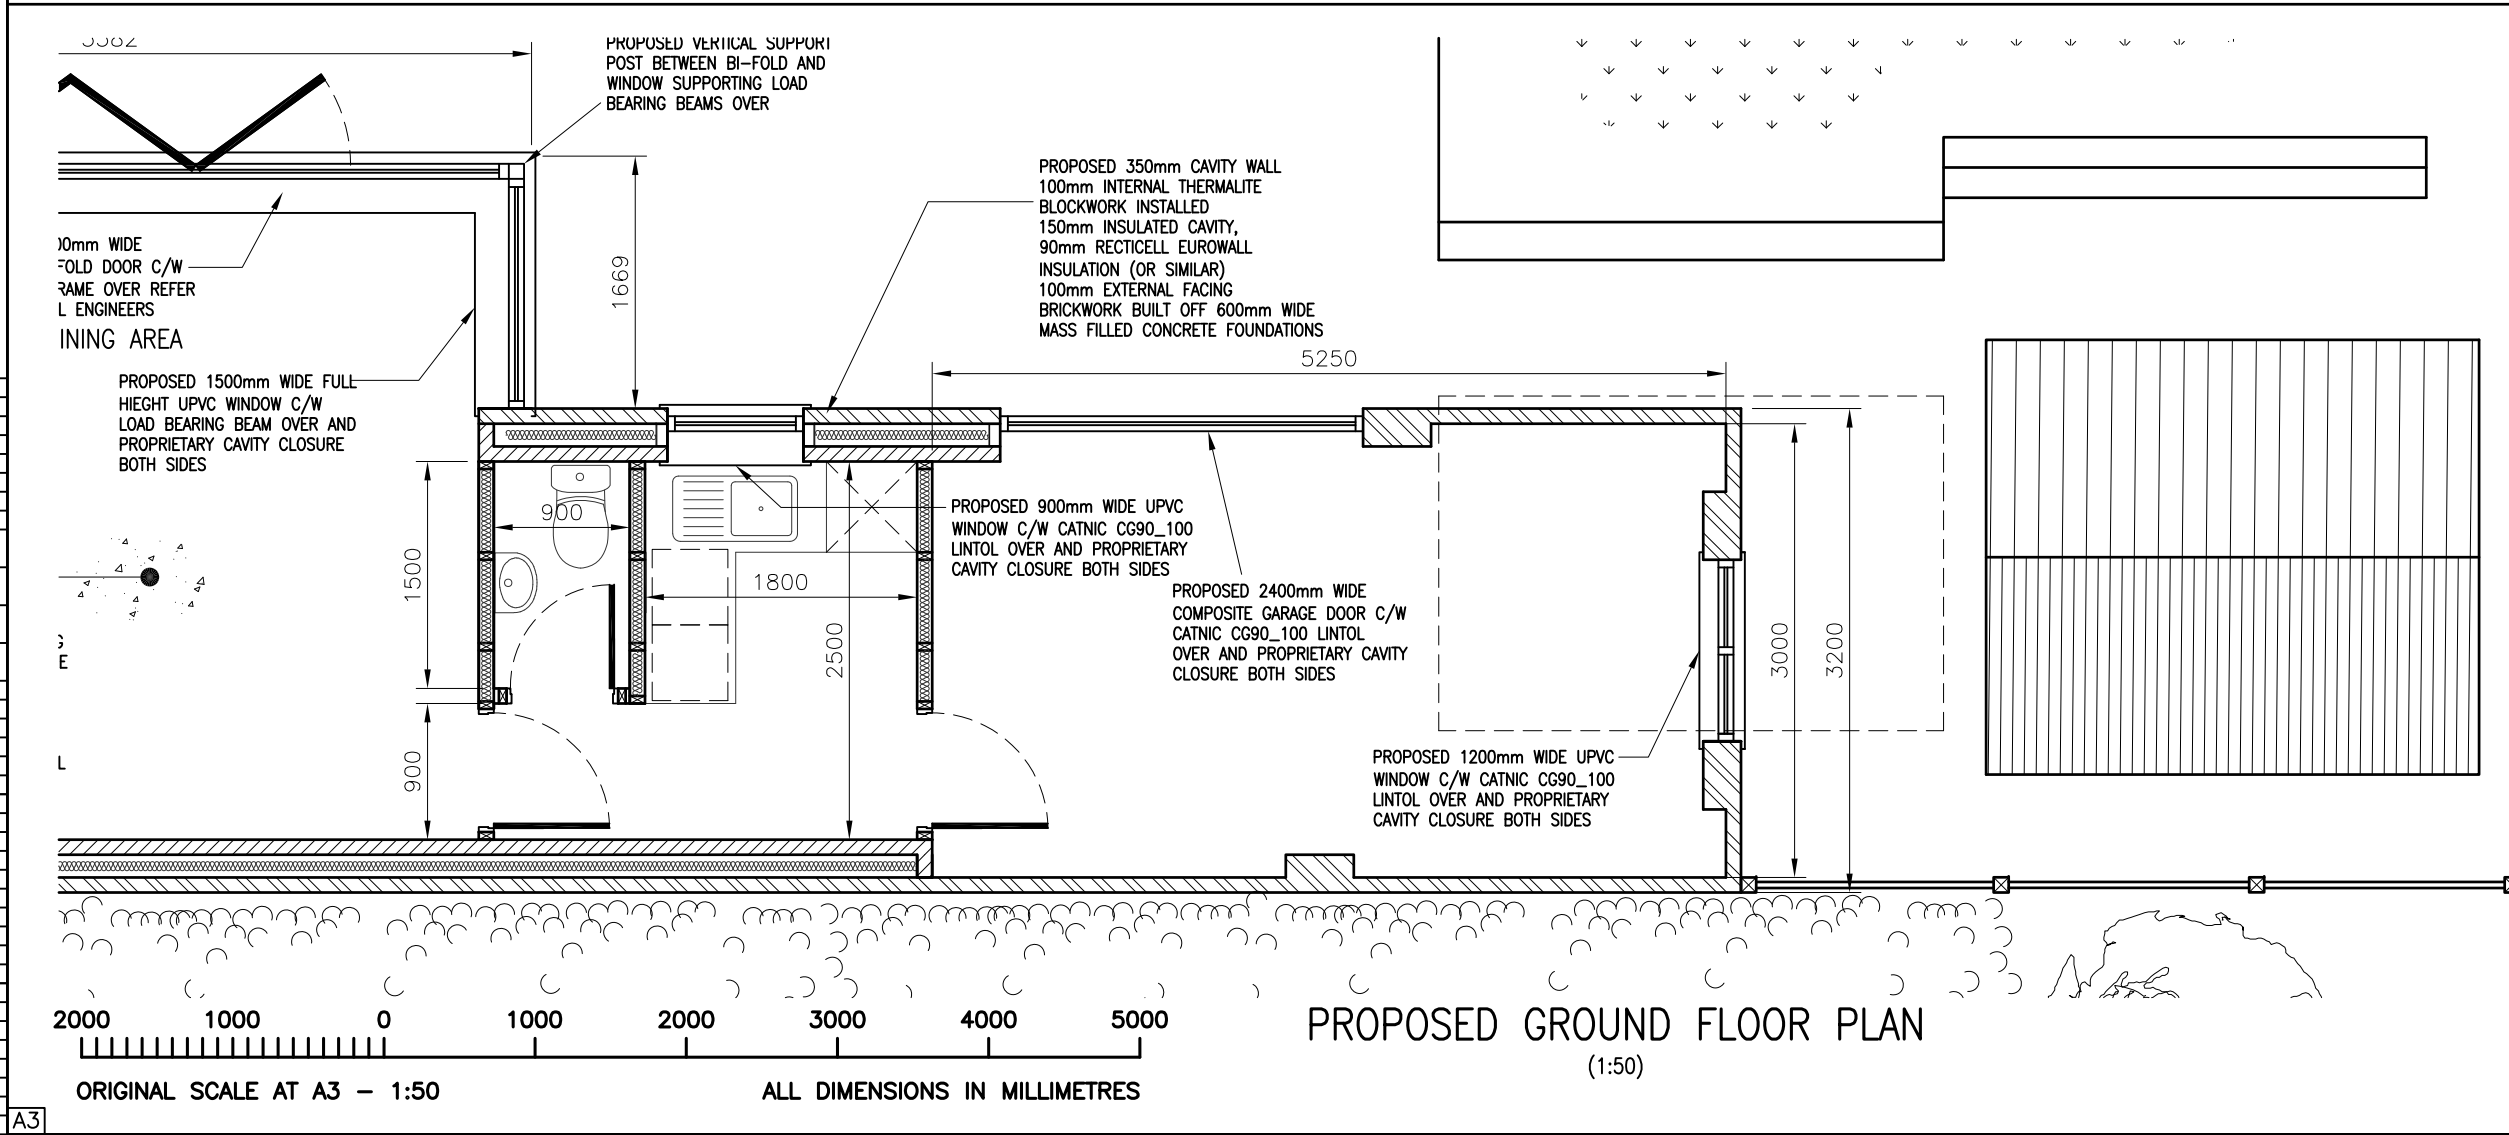 PROPOSED VERTICAL SUPPORT
POST BETWEEN BI-FOLD AND
WINDOW SUPPORTING LOAD
BEARING BEAMS OVER
PROPOSED 350mm CAVITY WALL
100mm INTERNAL THERMALITE
BLOCKWORK INSTALLED
150mm INSULATED CAVITY,
90mm RECTICELL EUROWALL
INSULATION (OR SIMILAR)
100mm EXTERNAL FACING
BRICKWORK BUILT OFF 600mm WIDE
MASS FILLED CONCRETE FOUNDATIONS
WIDE
FOLD DOOR C/W
OVER REFER
L ENGINEERS
INING AREA
1669
5250
PROPOSED 1500mm WIDE FULL
HIEGHT UPVC WINDOW C/W
LOAD BEARING BEAM OVER AND
PROPRIETARY CAVITY CLOSURE
BOTH SIDES
900
1500
1800
2500
900
PROPOSED 900mm WIDE UPVC
WINDOW C/W CATNIC CG90_100
LINTOL OVER AND PROPRIETARY
CAVITY CLOSURE BOTH SIDES
PROPOSED 2400mm WIDE
COMPOSITE GARAGE DOOR C/W
CATNIC CG90_100 LINTOL
OVER AND PROPRIETARY CAVITY
CLOSURE BOTH SIDES
3000
3200
PROPOSED 1200mm WIDE UPVC
WINDOW C/W CATNIC CG90_100
LINTOL OVER AND PROPRIETARY
CAVITY CLOSURE BOTH SIDES
E
L
2000 1000 0 1000 2000 3000 4000 5000
ORIGINAL SCALE AT A3 - 1:50
ALL DIMENSIONS IN MILLIMETRES
PROPOSED GROUND FLOOR PLAN
(1:50)
A3